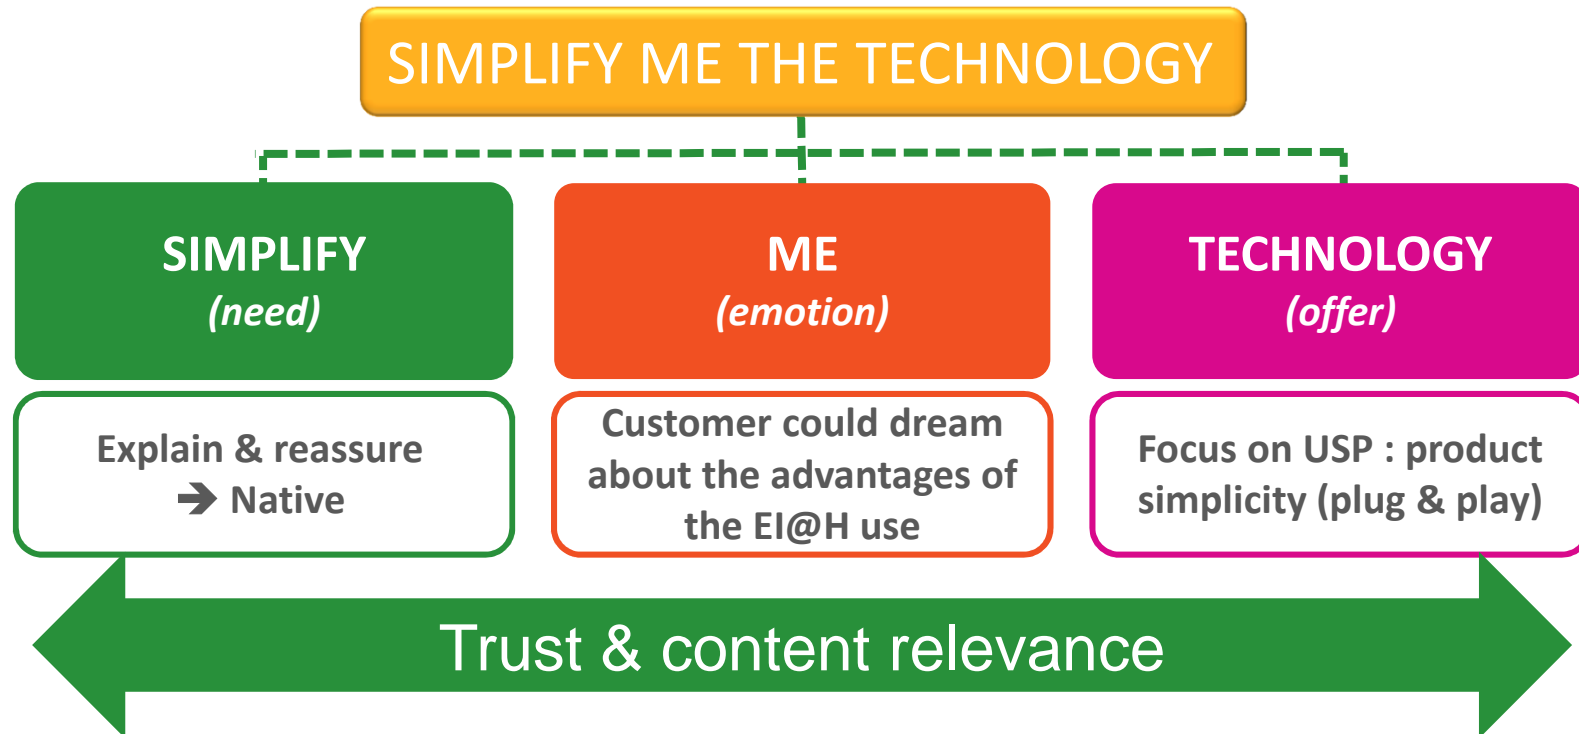 SIMPLIFY ME THE TECHNOLOGY
SIMPLIFY
(need)
ME
(emotion)
TECHNOLOGY
(offer)
Explain & reassure
➔ Native
Customer could dream
about the advantages of
the EI@H use
Focus on USP : product
simplicity (plug & play)
Trust & content relevance